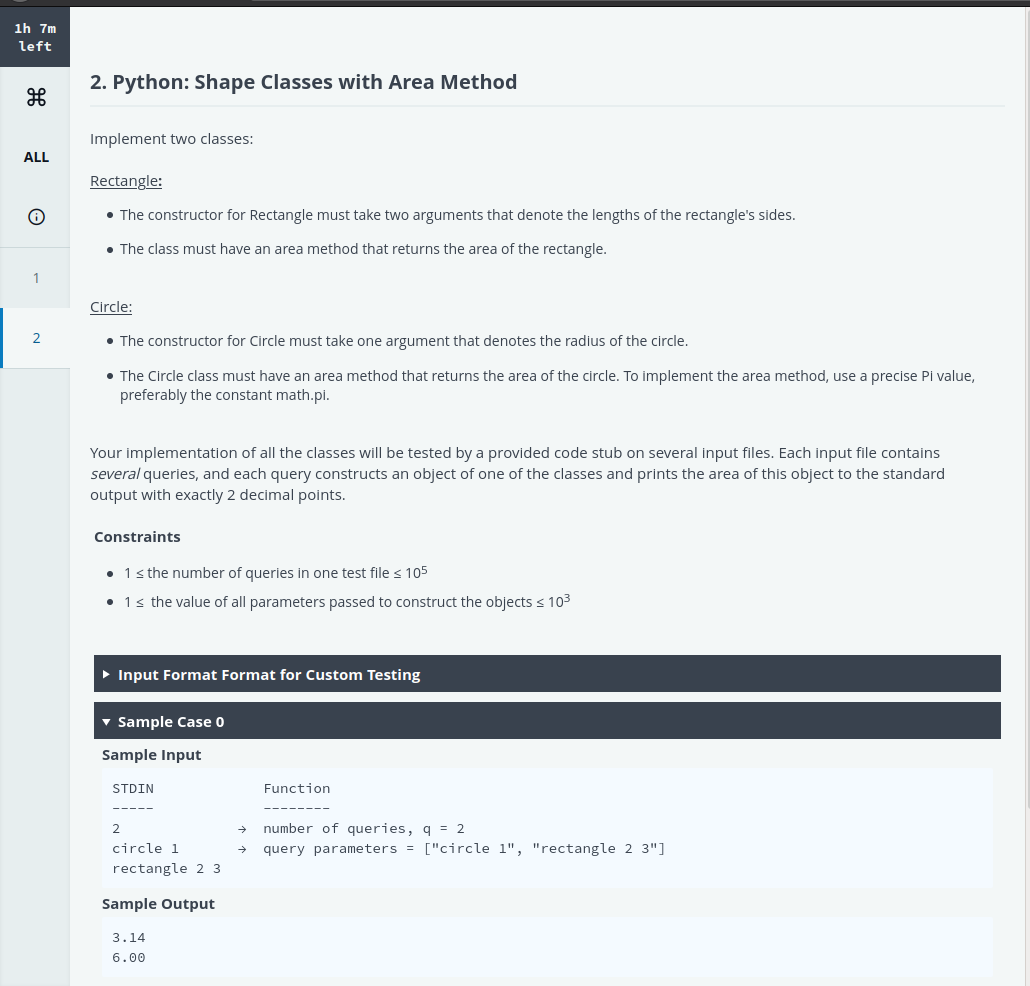 1h 7m
left
ALL
1
2
2. Python: Shape Classes with Area Method
Implement two classes:
Rectangle:
● The constructor for Rectangle must take two arguments that denote the lengths of the rectangle's sides.
● The class must have an area method that returns the area of the rectangle.
Circle:
● The constructor for Circle must take one argument that denotes the radius of the circle.
● The Circle class must have an area method that returns the area of the circle. To implement the area method, use a precise Pi value,
preferably the constant math.pi.
Your implementation of all the classes will be tested by a provided code stub on several input files. Each input file contains
several queries, and each query constructs an object of one of the classes and prints the area of this object to the standard
output with exactly 2 decimal points.
Constraints
● 1 ≤ the number of queries in one test file ≤ 10⁵
● 1 ≤ the value of all parameters passed to construct the objects ≤ 10³
Input Format Format for Custom Testing
Sample Case 0
Sample Input
STDIN Function
----- --------
2 → number of queries, q = 2
circle 1 → query parameters = ["circle 1", "rectangle 2 3"]
rectangle 2 3
Sample Output
3.14
6.00